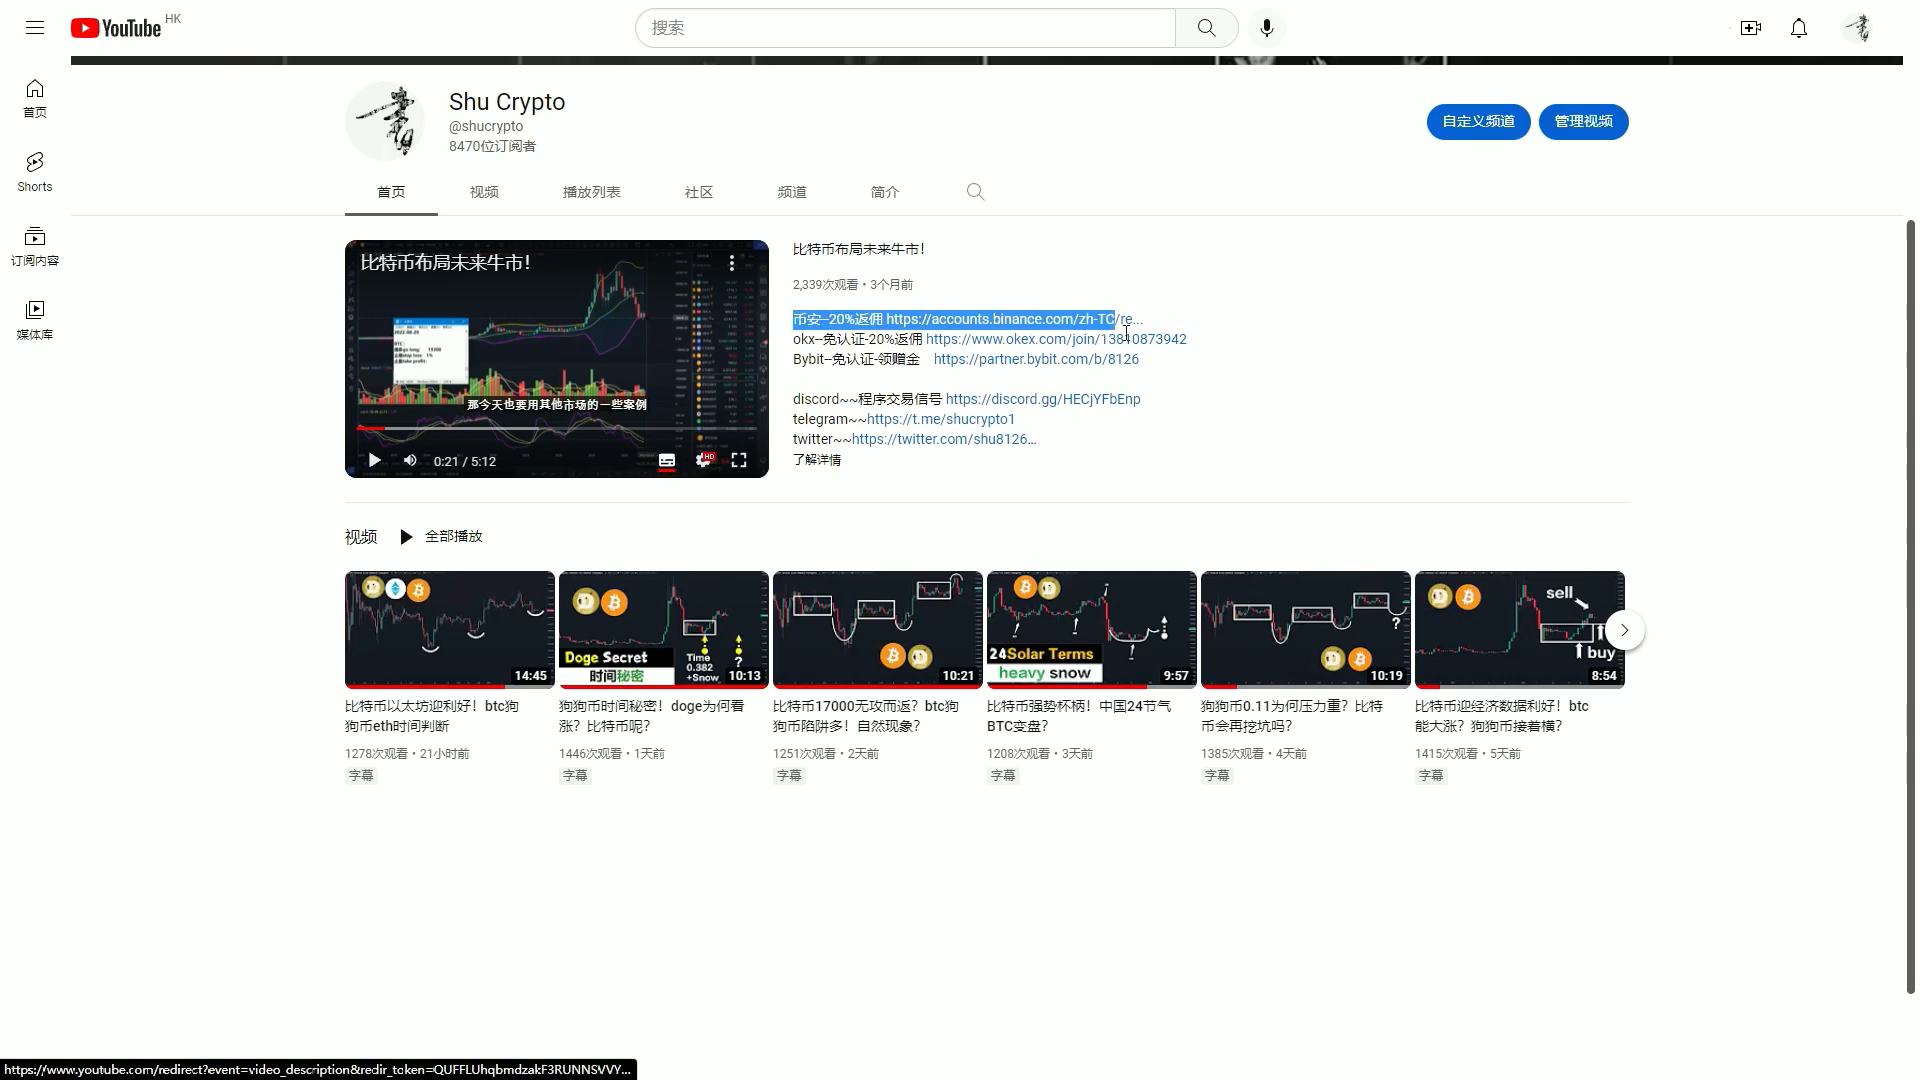 YouTube HK
搜索
首页
Shorts
订阅内容
媒体库
Shu Crypto
@shucrypto
8470位订阅者
自定义频道
管理视频
首页 视频 播放列表 社区 频道 简介
比特币布局未来牛市！
那今天也要用其他市场的一些案例
0:21 / 5:12
HD
比特币布局未来牛市！
2,339次观看・3个月前
币安--20%返佣 https://accounts.binance.com/zh-TC/re...
okx--免认证-20%返佣 https://www.okex.com/join/13840873942
Bybit--免认证-领赠金 https://partner.bybit.com/b/8126
discord~~程序交易信号 https://discord.gg/HECjYFbEnp
telegram~~https://t.me/shucrypto1
twitter~~https://twitter.com/shu8126...
了解详情
视频 全部播放
14:45
比特币以太坊迎利好！btc狗
狗币eth时间判断
1278次观看・21小时前
字幕
Doge Secret
时间秘密
Time
0.382
+Snow
?
10:13
狗狗币时间秘密！doge为何看
涨？比特币呢？
1446次观看・1天前
字幕
10:21
比特币17000无攻而返？btc狗
狗币陷阱多！自然现象？
1251次观看・2天前
字幕
24Solar Terms
heavy snow
9:57
比特币强势杯柄！中国24节气
BTC变盘？
1208次观看・3天前
字幕
?
10:19
狗狗币0.11为何压力重？比特
币会再挖坑吗？
1385次观看・4天前
字幕
sell
buy
8:54
比特币迎经济数据利好！btc
能大涨？狗狗币接着横？
1415次观看・5天前
字幕
https://www.youtube.com/redirect?event=video_description&redir_token=QUFFLUhqbmdzakF3RUNNSVVY...